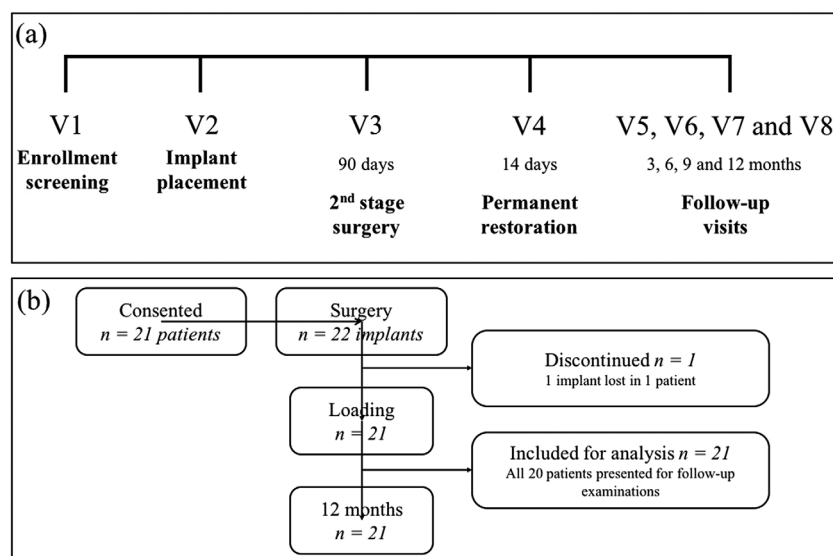 (a)
V1
Enrollment
screening
V2
Implant
placement
V3
90 days
2nd stage
surgery
V4
14 days
Permanent
restoration
V5, V6, V7 and V8
3, 6, 9 and 12 months
Follow-up
visits
(b)
Consented
n = 21 patients
Surgery
n = 22 implants
Discontinued n = 1
1 implant lost in 1 patient
Loading
n = 21
Included for analysis n = 21
All 20 patients presented for follow-up
examinations
12 months
n = 21